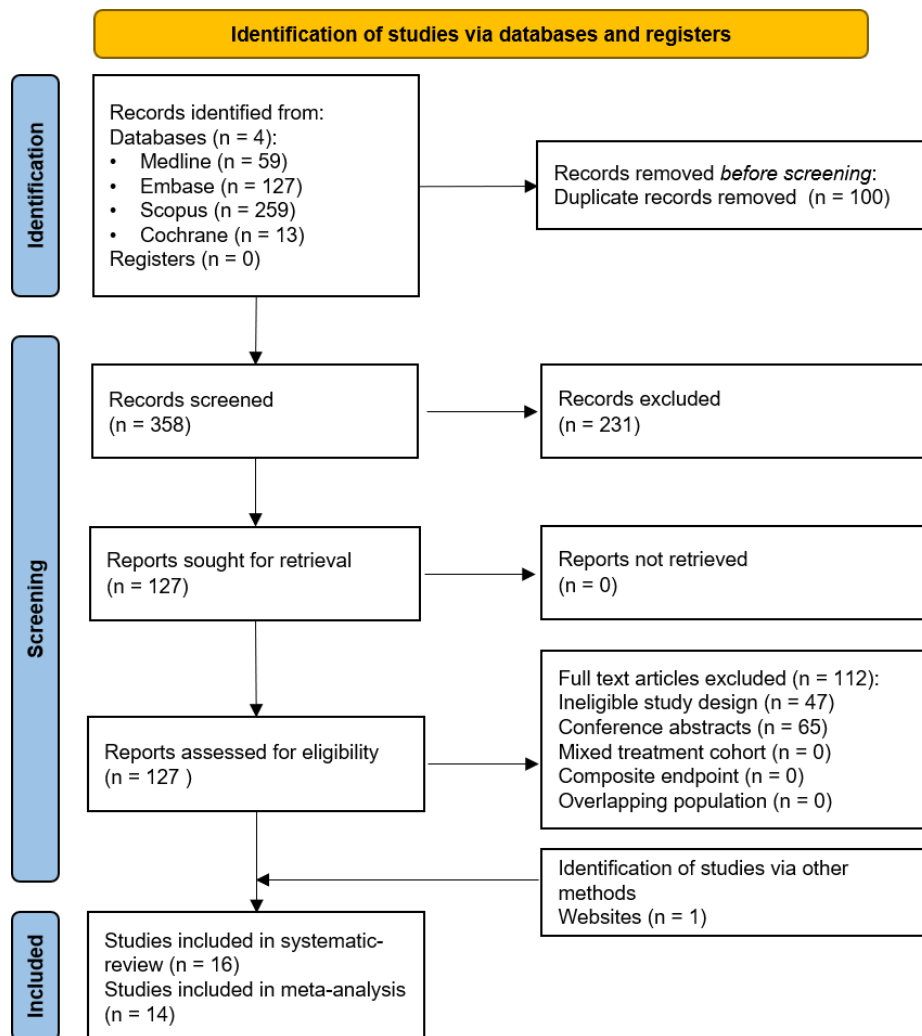 Identification of studies via databases and registers
Identification
Records identified from:
Databases (n = 4):
• Medline (n = 59)
• Embase (n = 127)
• Scopus (n = 259)
• Cochrane (n = 13)
Registers (n = 0)
Records removed before screening:
Duplicate records removed (n = 100)
Screening
Records screened
(n = 358)
Records excluded
(n = 231)
Reports sought for retrieval
(n = 127)
Reports not retrieved
(n = 0)
Reports assessed for eligibility
(n = 127 )
Full text articles excluded (n = 112):
Ineligible study design (n = 47)
Conference abstracts (n = 65)
Mixed treatment cohort (n = 0)
Composite endpoint (n = 0)
Overlapping population (n = 0)
Identification of studies via other
methods
Websites (n = 1)
Included
Studies included in systematic-
review (n = 16)
Studies included in meta-analysis
(n = 14)